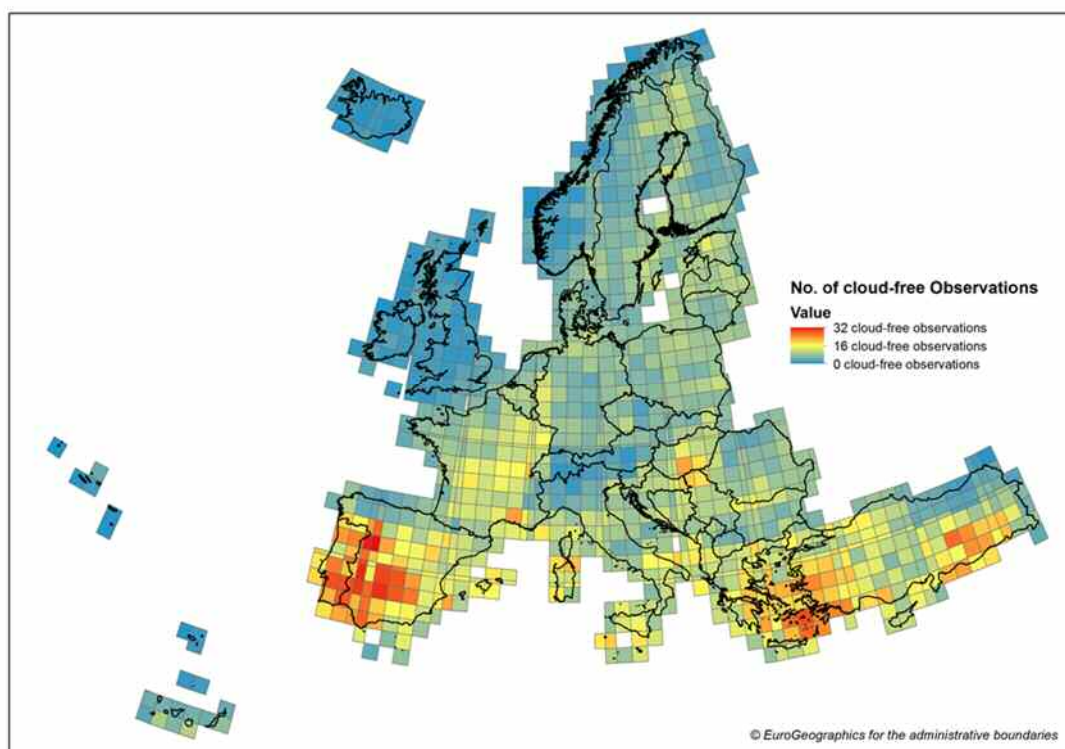 No. of cloud-free Observations
Value
32 cloud-free observations
16 cloud-free observations
0 cloud-free observations
© EuroGeographics for the administrative boundaries